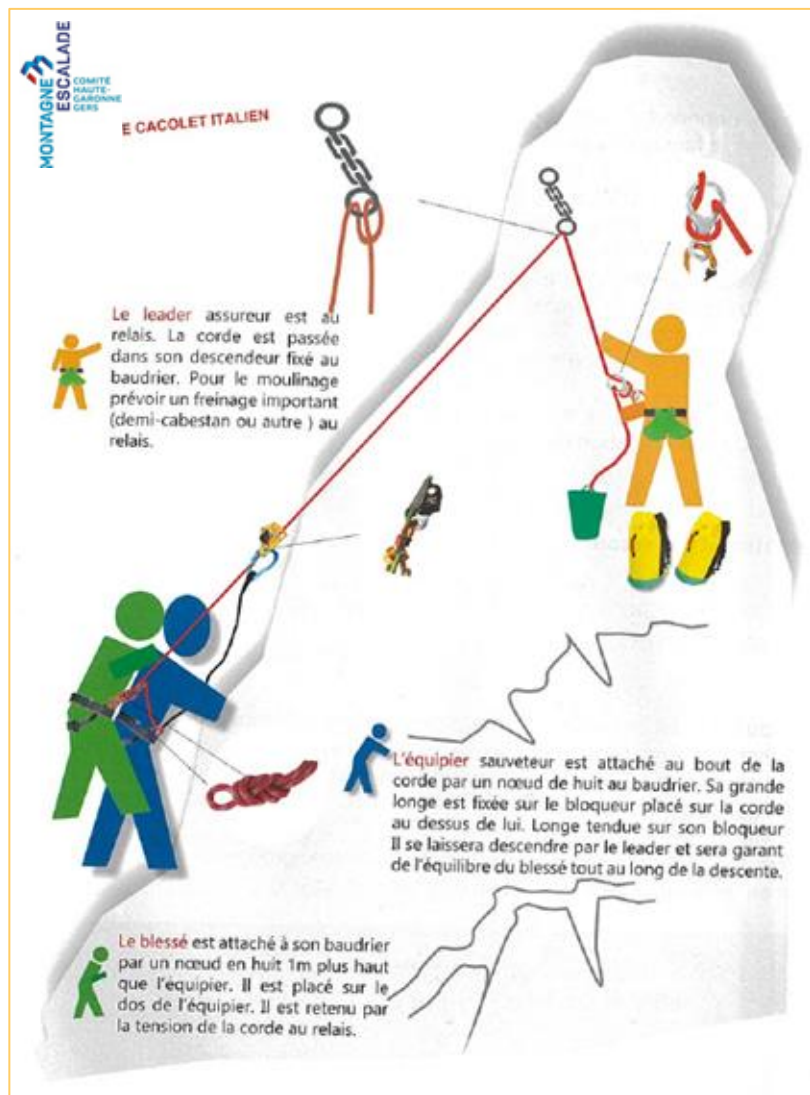 MONTAGNE
ESCALADE
COMITÉ
HAUTE-
GARONNE
GERS
E CACOLET ITALIEN
Le leader assureur est au
relais. La corde est passée
dans son descendeur fixé au
baudrier. Pour le moulinage
prévoir un freinage important
(demi-cabestan ou autre ) au
relais.
L'équipier sauveteur est attaché au bout de la
corde par un nœud de huit au baudrier. Sa grande
longe est fixée sur le bloqueur placé sur la corde
au dessus de lui. Longe tendue sur son bloqueur
Il se laissera descendre par le leader et sera garant
de l'équilibre du blessé tout au long de la descente.
Le blessé est attaché à son baudrier
par un nœud en huit 1m plus haut
que l'équipier. Il est placé sur le
dos de l'équipier. Il est retenu par
la tension de la corde au relais.